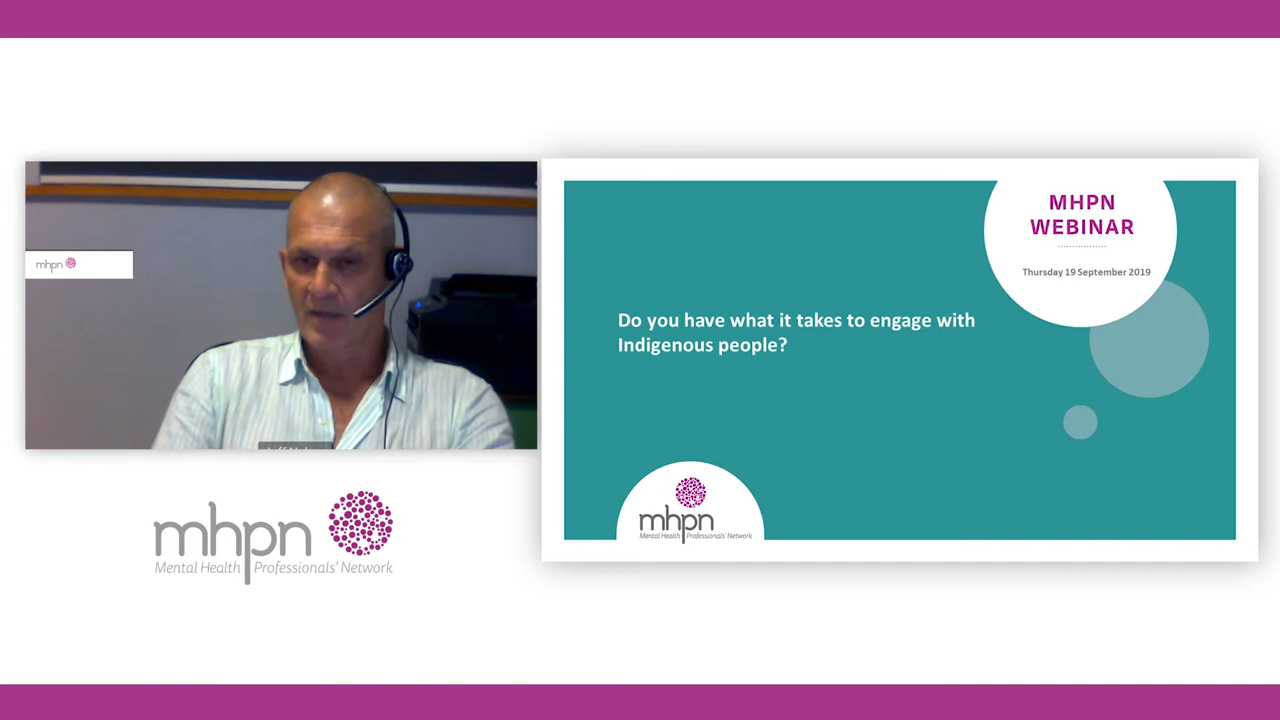 mhpn
mhpn
Mental Health Professionals' Network
MHPN
WEBINAR
Thursday 19 September 2019
Do you have what it takes to engage with
Indigenous people?
mhpn
Mental Health Professionals' Network